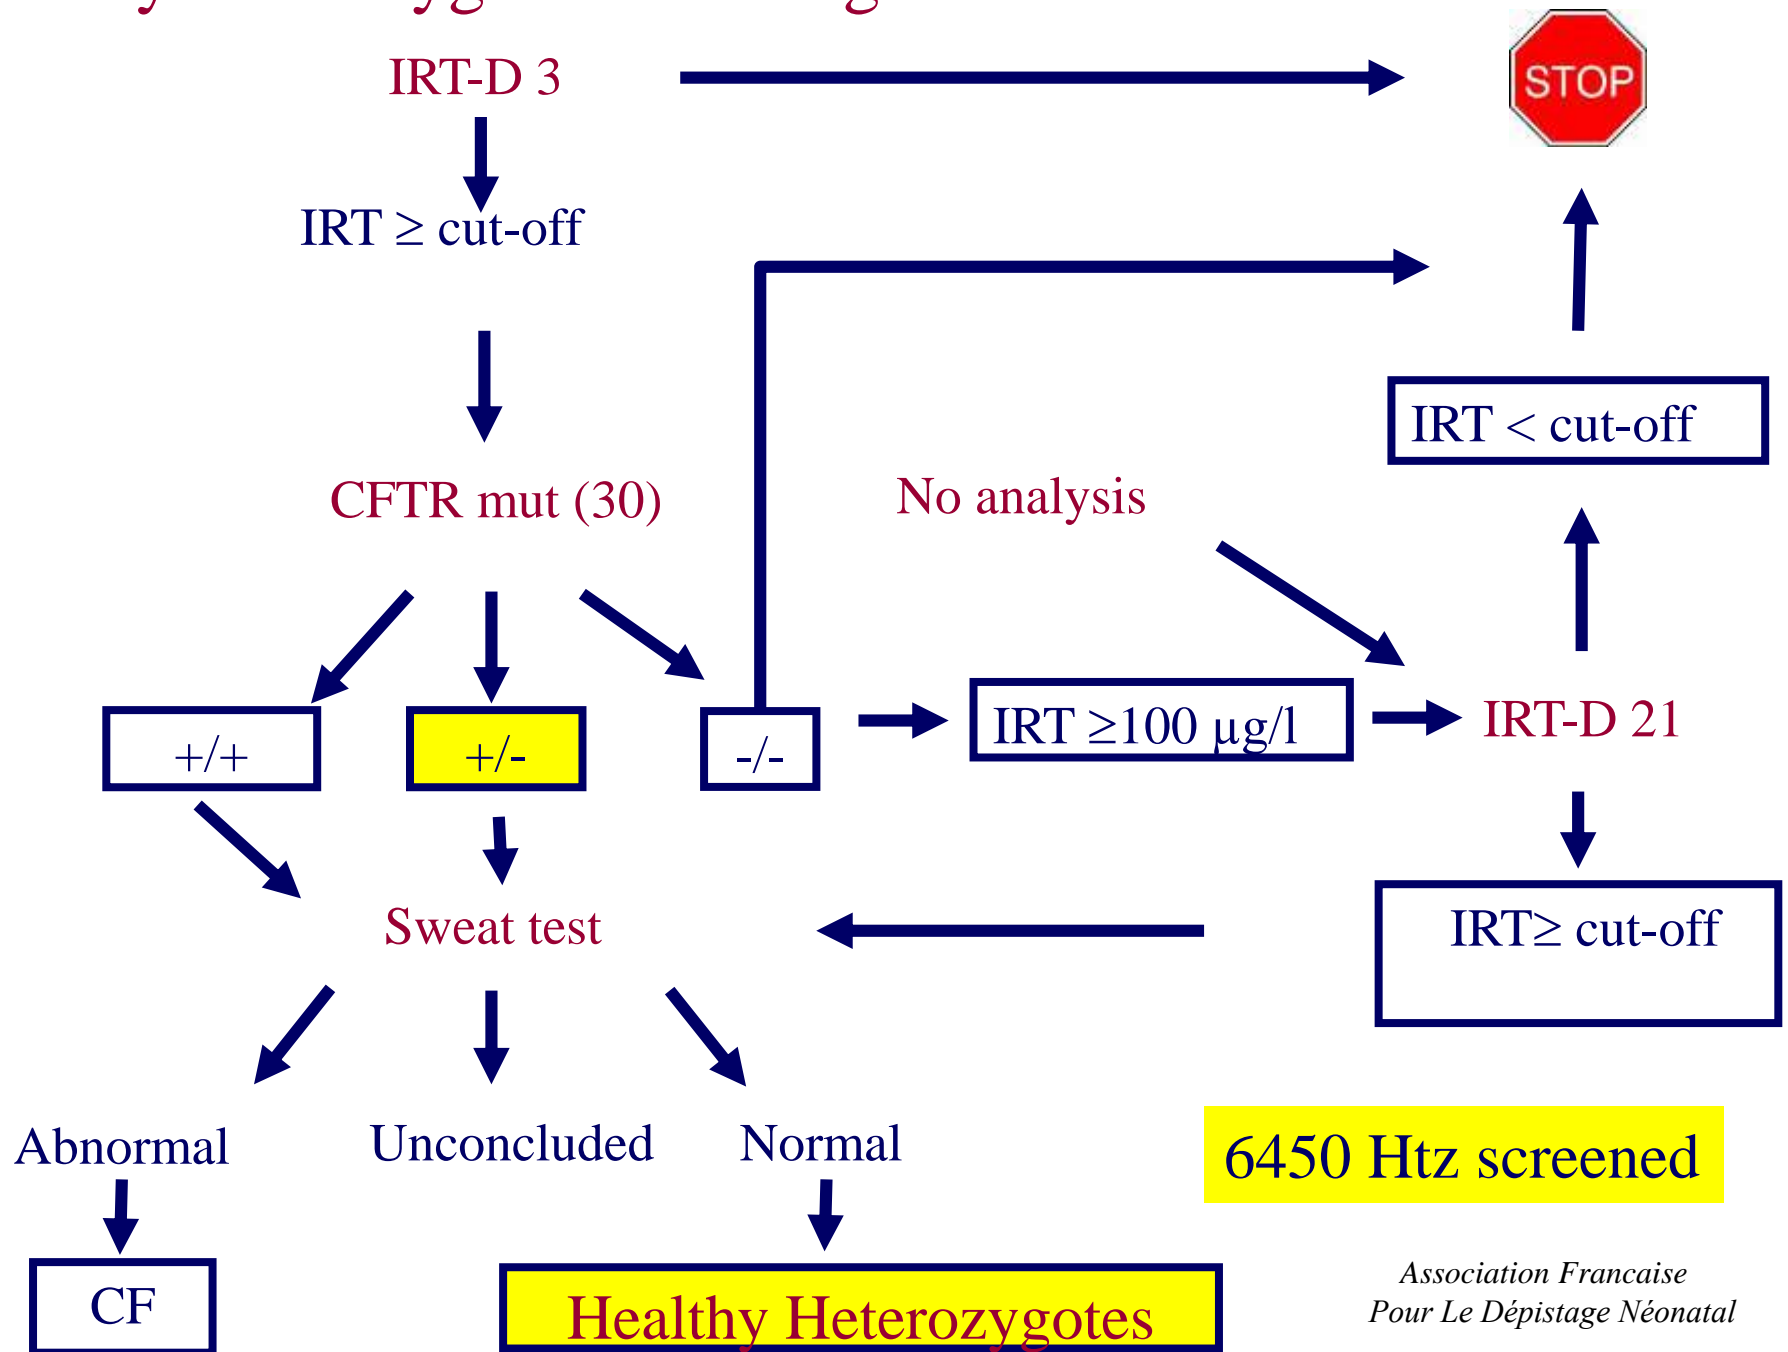 IRT-D 3
STOP
IRT ≥ cut-off
IRT < cut-off
CFTR mut (30)
No analysis
+/+
+/-
-/-
IRT ≥100 µg/l
IRT-D 21
Sweat test
IRT≥ cut-off
Abnormal
Unconcluded
Normal
6450 Htz screened
CF
Healthy Heterozygotes
Association Francaise
Pour Le Dépistage Néonatal